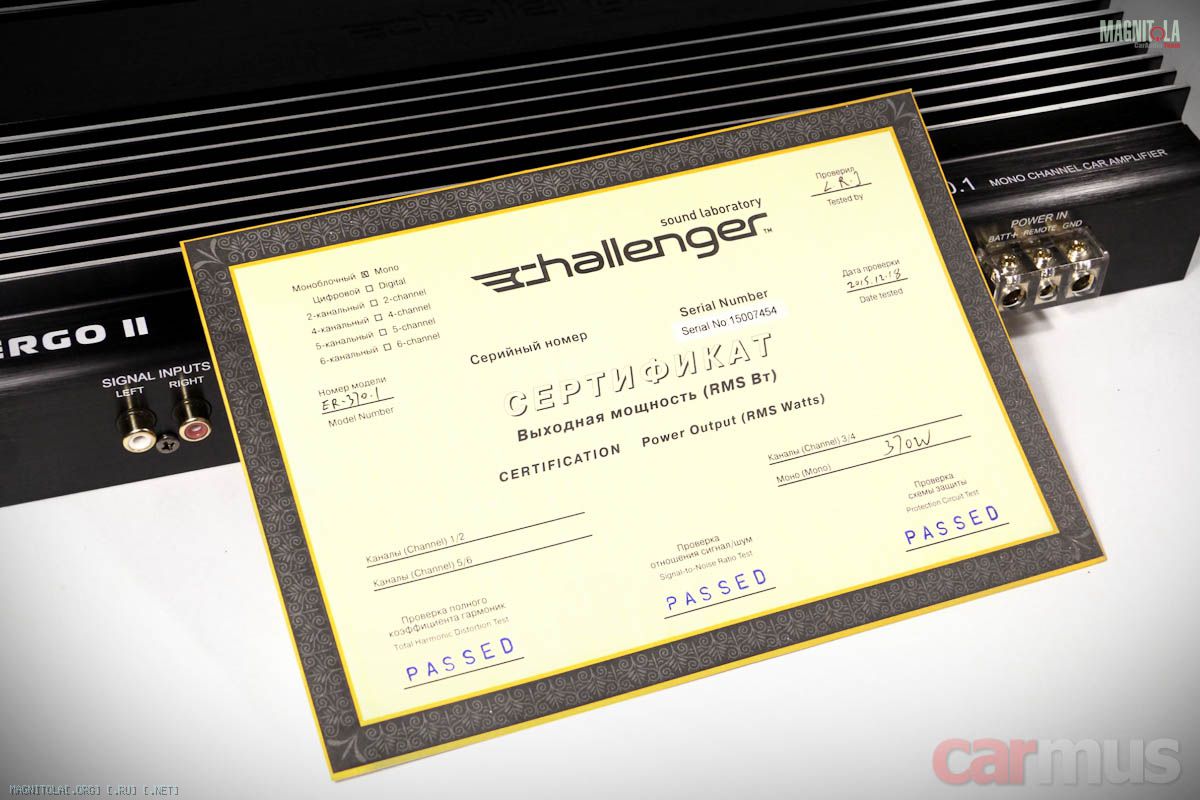 challenger
MAGNITOLA
CarAudio Team
.1 MONO CHANNEL CAR AMPLIFIER
POWER IN
BATT+ REMOTE GND
ERGO II
SIGNAL INPUTS
LEFT RIGHT
Проверил
Tested by
sound laboratory
challenger™
Моноблочный ☒ Mono
Цифровой ☐ Digital
2-канальный ☐ 2-channel
4-канальный ☐ 4-channel
5-канальный ☐ 5-channel
6-канальный ☐ 6-channel
Дата проверки
2015.12.18
Date tested
Серийный номер
Serial Number
Serial No 15007454
Номер модели
ER-370.1
Model Number
СЕРТИФИКАТ
Выходная мощность (RMS Вт)
CERTIFICATION Power Output (RMS Watts)
Каналы (Channel) 3/4
Моно (Mono) 370W
Каналы (Channel) 1/2
Каналы (Channel) 5/6
Проверка
схемы защиты
Protection Circuit Test
PASSED
Проверка
отношения сигнал/шум
Signal-to-Noise Ratio Test
PASSED
Проверка полного
коэффициента гармоник
Total Harmonic Distortion Test
PASSED
carmus
MAGNITOLA[.ORG] [.RU] [.NET]